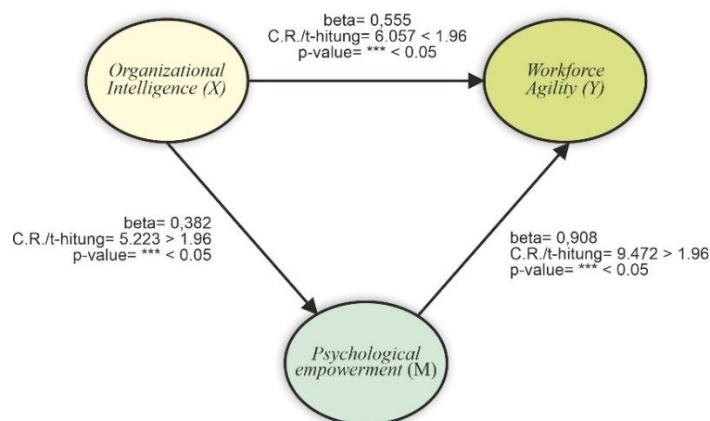 beta= 0,555
C.R./t-hitung= 6.057 < 1.96
p-value= *** < 0.05
Organizational
Intelligence (X)
Workforce
Agility (Y)
beta= 0,382
C.R./t-hitung= 5.223 > 1.96
p-value= *** < 0.05
beta= 0,908
C.R./t-hitung= 9.472 > 1.96
p-value= *** < 0.05
Psychological
empowerment (M)